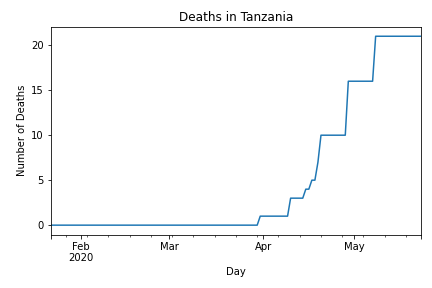 Deaths in Tanzania
Number of Deaths
20
15
10
5
0
Feb
2020
Mar
Apr
May
Day